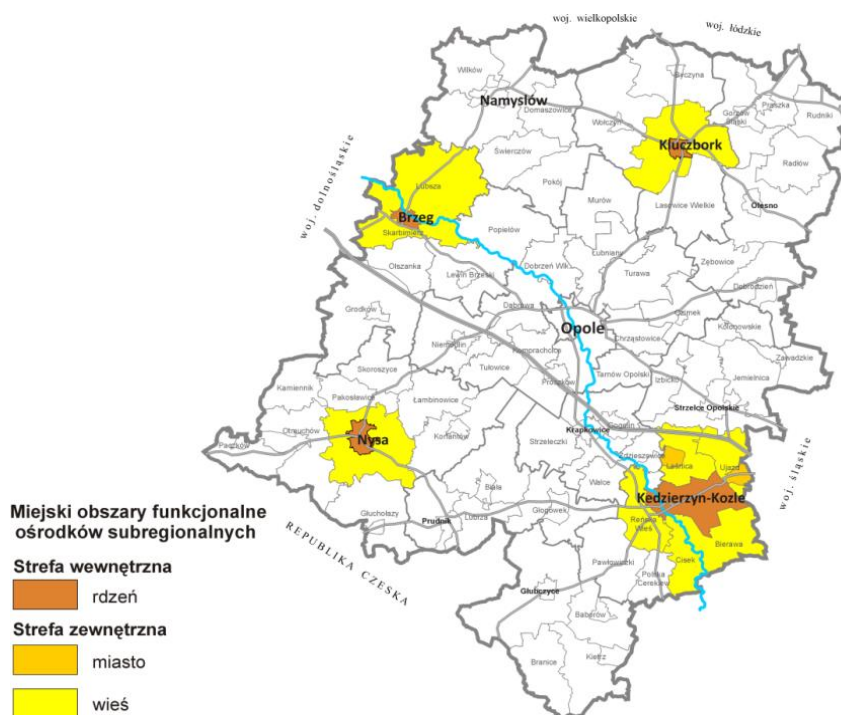 woj. wielkopolskie
woj. łódzkie
Wilków
Byczyna
Namysłów
Domaszowice
Wołczyn
Gorzów
Śląski
Praszka
Rudniki
Kluczbork
Świerczów
Radłów
woj. dolnośląskie
Lubsza
Pokój
Murów
Lasowice Wielkie
Olesno
Brzeg
Skarbimierz
Popielów
Łubniany
Zębowice
Olszanka
Lewin Brzeski
Dobrzeń Wlk.
Turawa
Dobrodzień
Grodków
Dąbrowa
Opole
Ozimek
Kolonowskie
Niemodlin
Komprachcice
Chrząstowice
Zawadzkie
Skoroszyce
Tułowice
Tarnów Opolski
Izbicko
Jemielnica
Kamiennik
Pakosławice
Łambinowice
Prószków
Strzelce Opolskie
Otmuchów
Paczków
Nysa
Korfantów
Strzeleczki
Krapkowice
Gogolin
Zdzieszowice
Leśnica
Ujazd
woj. śląskie
Walce
Biała
Kędzierzyn-Koźle
Głuchołazy
Prudnik
Lubrza
Głogówek
Reńska
Wieś
Bierawa
Cisek
Pawłowiczki
Polska
Cerekiew
REPUBLIKA CZESKA
Głubczyce
Baborów
Branice
Kietrz
Miejski obszary funkcjonalne
ośrodków subregionalnych
Strefa wewnętrzna
rdzeń
Strefa zewnętrzna
miasto
wieś